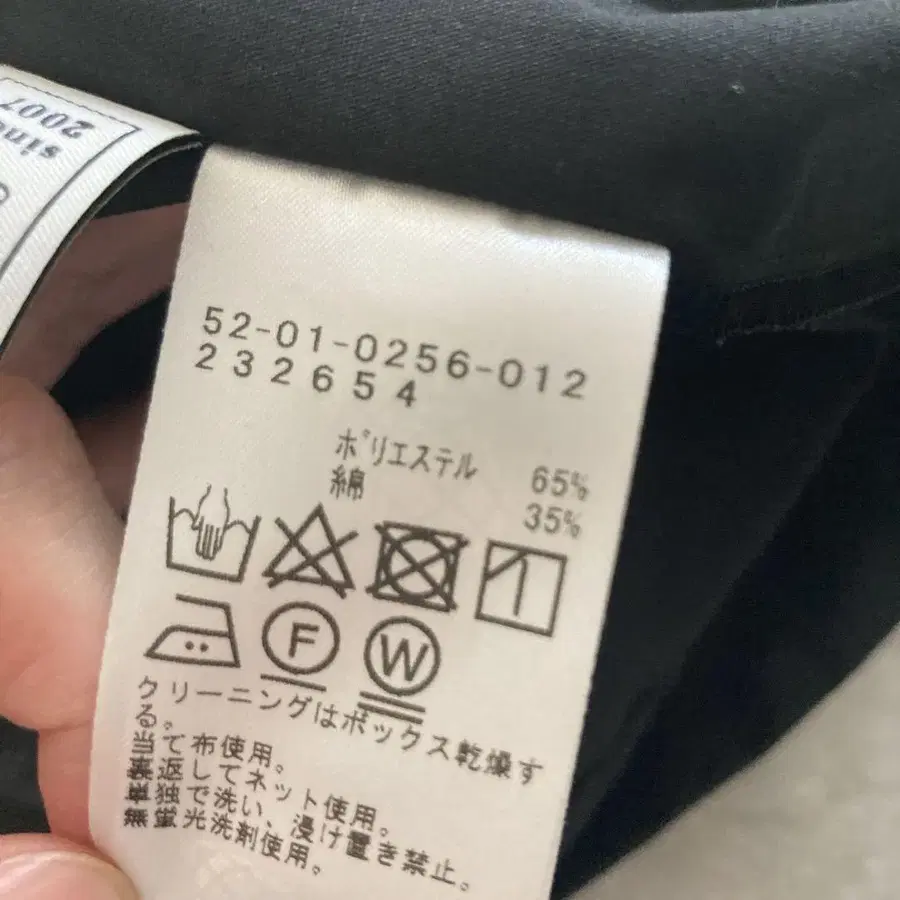 since
2007
52-01-0256-012
232654
ポリエステル 65%
綿 35%
F
W
クリーニングはボックス乾燥す
る。
当て布使用。
裏返してネット使用。
単独で洗い、浸け置き禁止。
無蛍光洗剤使用。